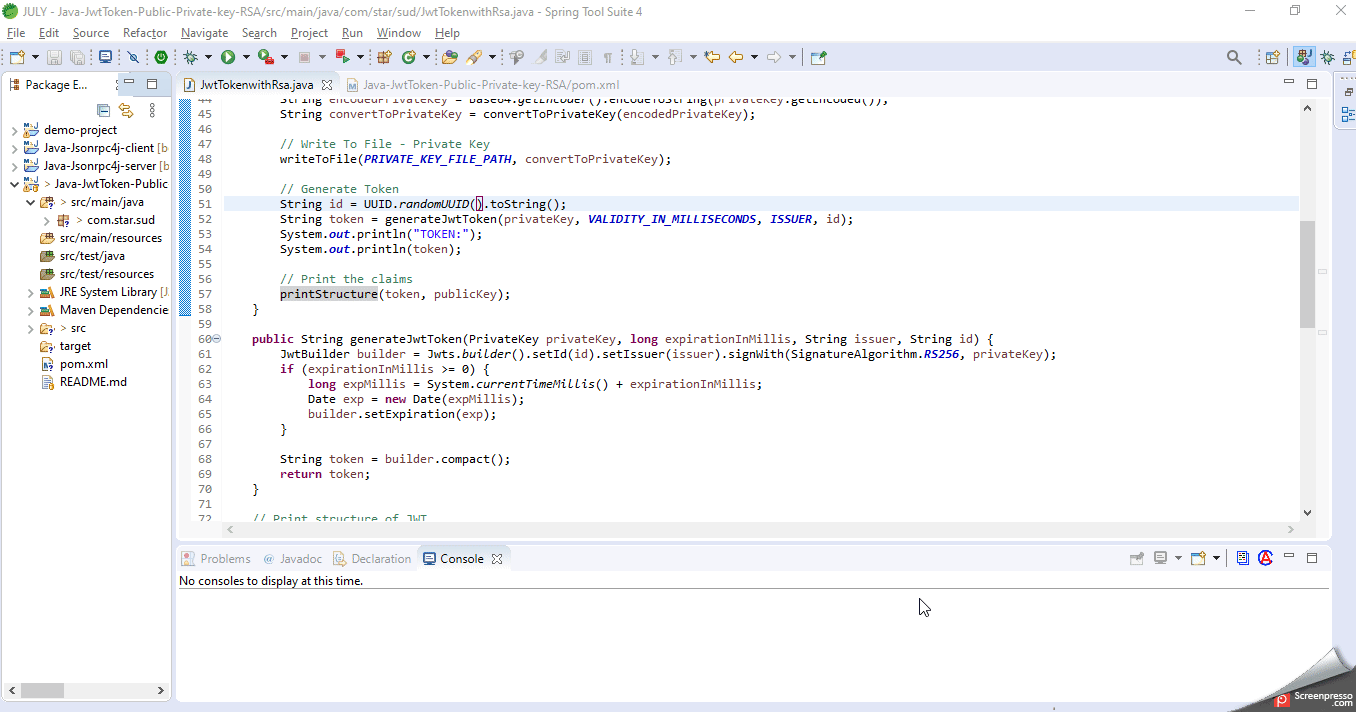 JULY - Java-JwtToken-Public-Private-key-RSA/src/main/java/com/star/sud/JwtTokenwithRsa.java - Spring Tool Suite 4
File Edit Source Refactor Navigate Search Project Run Window Help
Package E...
demo-project
Java-Jsonrpc4j-client [b
Java-Jsonrpc4j-server [b
> Java-JwtToken-Public
> src/main/java
> com.star.sud
src/main/resources
src/test/java
src/test/resources
JRE System Library [J
Maven Dependencie
> src
target
pom.xml
README.md
JwtTokenwithRsa.java Java-JwtToken-Public-Private-key-RSA/pom.xml
44 String encodedPrivateKey = Base64.getEncoder().encodeToString(privateKey.getEncoded());
45 String convertToPrivateKey = convertToPrivateKey(encodedPrivateKey);
46
47 // Write To File - Private Key
48 writeToFile(PRIVATE_KEY_FILE_PATH, convertToPrivateKey);
49
50 // Generate Token
51 String id = UUID.randomUUID().toString();
52 String token = generateJwtToken(privateKey, VALIDITY_IN_MILLISECONDS, ISSUER, id);
53 System.out.println("TOKEN:");
54 System.out.println(token);
55
56 // Print the claims
57 printStructure(token, publicKey);
58 }
59
60 public String generateJwtToken(PrivateKey privateKey, long expirationInMillis, String issuer, String id) {
61 JwtBuilder builder = Jwts.builder().setId(id).setIssuer(issuer).signWith(SignatureAlgorithm.RS256, privateKey);
62 if (expirationInMillis >= 0) {
63 long expMillis = System.currentTimeMillis() + expirationInMillis;
64 Date exp = new Date(expMillis);
65 builder.setExpiration(exp);
66 }
67
68 String token = builder.compact();
69 return token;
70 }
71
72 // Print structure of JWT
Problems @ Javadoc Declaration Console
No consoles to display at this time.
Screenpresso
.com